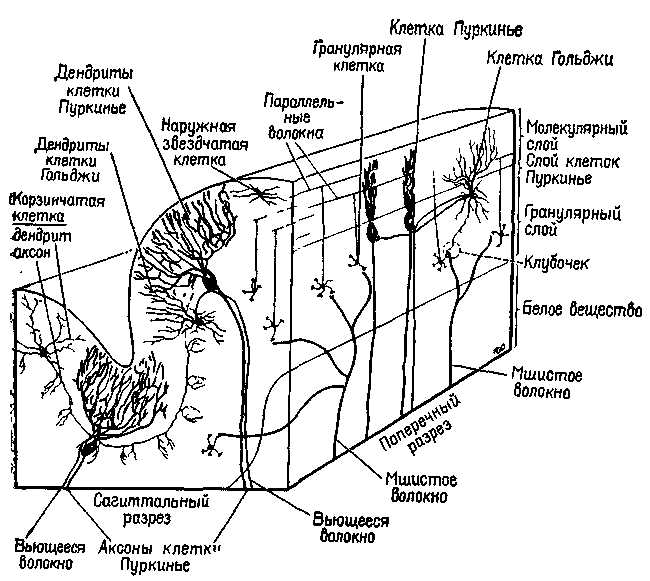 Клетка Пуркинье
Гранулярная
клетка
Клетка Гольджи
Дендриты
клетки
Пуркинье
Параллель-
ные
волокна
Наружная
звездчатая
клетка
Молекулярный
слой
Слой клеток
Пуркинье
Дендриты
клетки
Гольджи
Корзинчатая
клетка
Дендрит
Аксон
Гранулярный
слой
Клубочек
Белое вещество
Мшистое
волокно
Поперечный
разрез
Мшистое
волокно
Сагиттальный
разрез
Вьющееся
волокно
Вьющееся
волокно
Аксоны клетки
Пуркинье